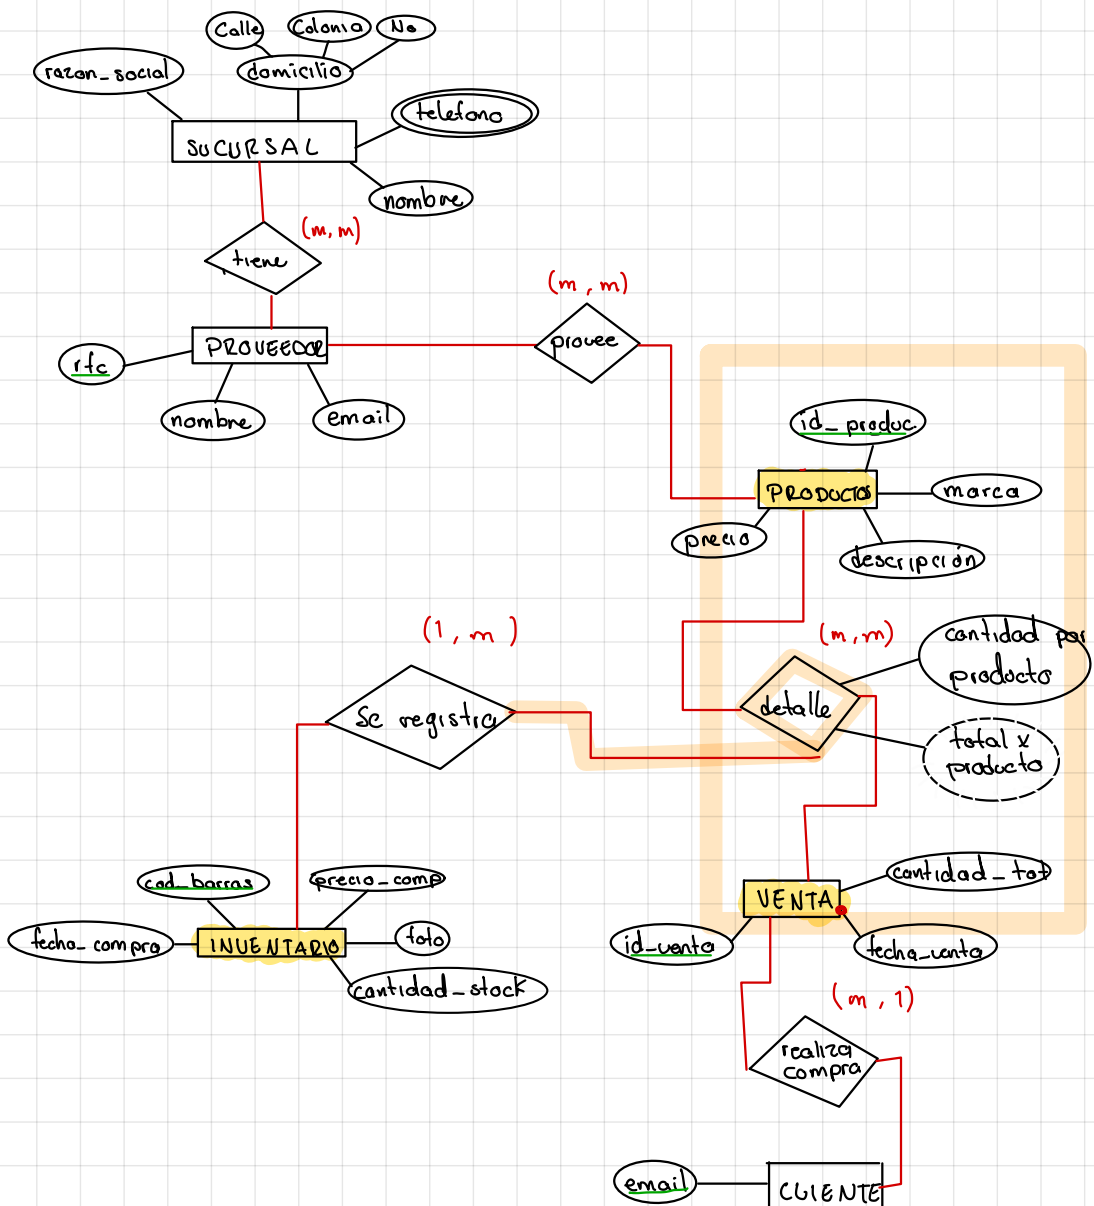 Calle
Colonia
No
razon_social
domicilio
telefono
SUCURSAL
nombre
(m, m)
tiene
(m, m)
PROVEEDOR
provee
rfc
nombre
email
id_produc
PRODUCTOS
marca
precio
descripción
(1, m)
(m, m)
cantidad por
producto
Se registra
detalle
total x
producto
cod_barras
precio_comp
cantidad_tot
VENTA
fecha_compra
INVENTARIO
foto
id_venta
fecha_venta
cantidad_stock
(m, 1)
realiza
compra
email
CLIENTE